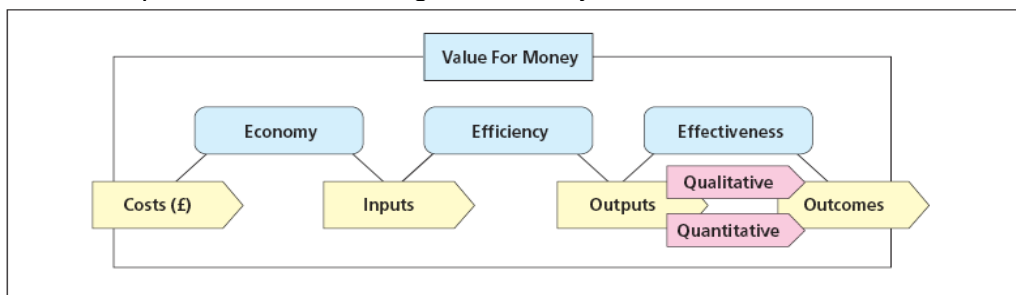 Value For Money
Economy
Efficiency
Effectiveness
Costs (£)
Inputs
Outputs
Qualitative
Quantitative
Outcomes